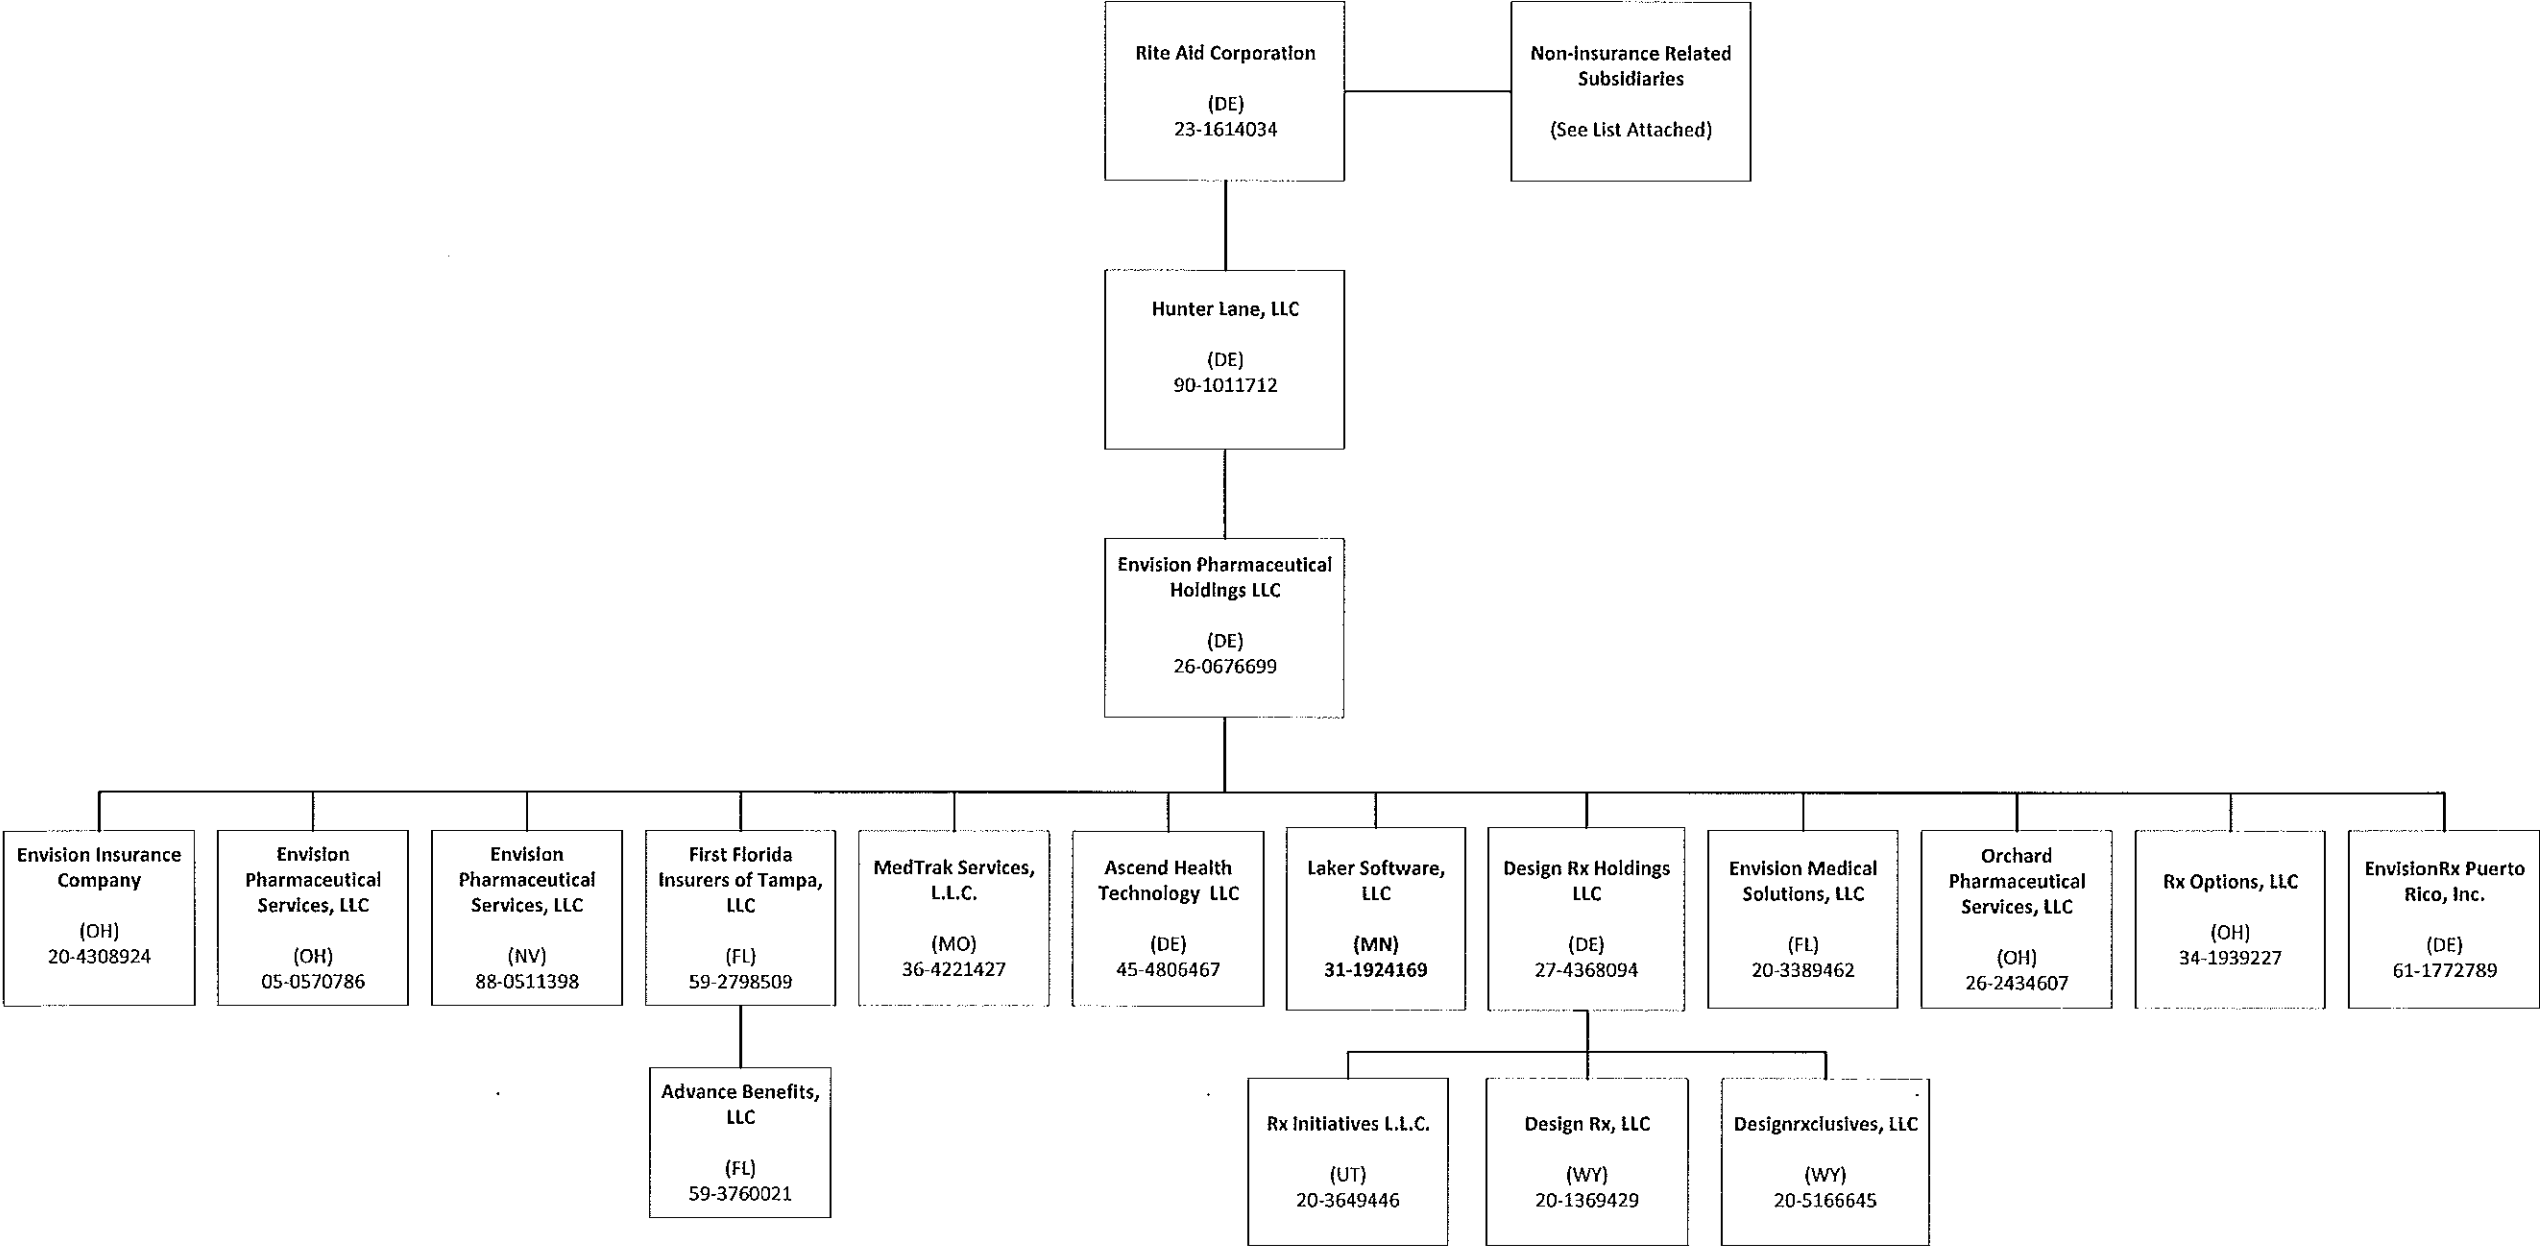 Rite Aid Corporation
(DE)
23-1614034
Non-insurance Related
Subsidiaries
(See List Attached)
Hunter Lane, LLC
(DE)
90-1011712
Envision Pharmaceutical
Holdings LLC
(DE)
26-0676699
Envision Insurance
Company
(OH)
20-4308924
Envision
Pharmaceutical
Services, LLC
(OH)
05-0570786
Envision
Pharmaceutical
Services, LLC
(NV)
88-0511398
First Florida
Insurers of Tampa,
LLC
(FL)
59-2798509
MedTrak Services,
L.L.C.
(MO)
36-4221427
Ascend Health
Technology LLC
(DE)
45-4806467
Laker Software,
LLC
(MN)
31-1924169
Design Rx Holdings
LLC
(DE)
27-4368094
Envision Medical
Solutions, LLC
(FL)
20-3389462
Orchard
Pharmaceutical
Services, LLC
(OH)
26-2434607
Rx Options, LLC
(OH)
34-1939227
EnvisionRx Puerto
Rico, Inc.
(DE)
61-1772789
Advance Benefits,
LLC
(FL)
59-3760021
Rx Initiatives L.L.C.
(UT)
20-3649446
Design Rx, LLC
(WY)
20-1369429
Designrxclusives, LLC
(WY)
20-5166645